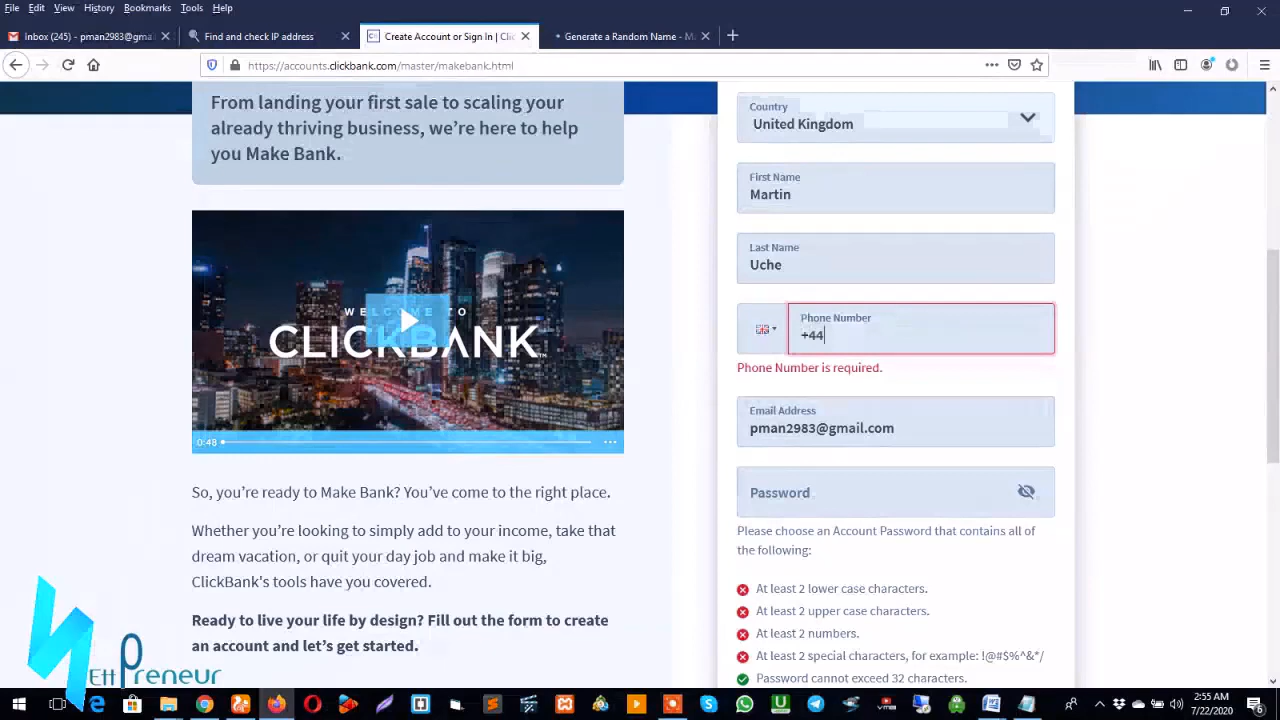 File Edit View History Bookmarks Tools Help
Inbox (245) - pman2983@gmai
Find and check IP address
Create Account or Sign In | Clic
Generate a Random Name - M
https://accounts.clickbank.com/master/makebank.html
From landing your first sale to scaling your
already thriving business, we're here to help
you Make Bank.
WELCOME TO
CLICKBANK
0:48
So, you're ready to Make Bank? You've come to the right place.
Whether you're looking to simply add to your income, take that
dream vacation, or quit your day job and make it big,
ClickBank's tools have you covered.
Ready to live your life by design? Fill out the form to create
an account and let's get started.
Country
United Kingdom
First Name
Martin
Last Name
Uche
Phone Number
+44
Phone Number is required.
Email Address
pman2983@gmail.com
Password
Please choose an Account Password that contains all of
the following:
At least 2 lower case characters.
At least 2 upper case characters.
At least 2 numbers.
At least 2 special characters, for example: !@#$%^&*/
Password cannot exceed 32 characters.
EttPreneur
2:55 AM
7/22/2020